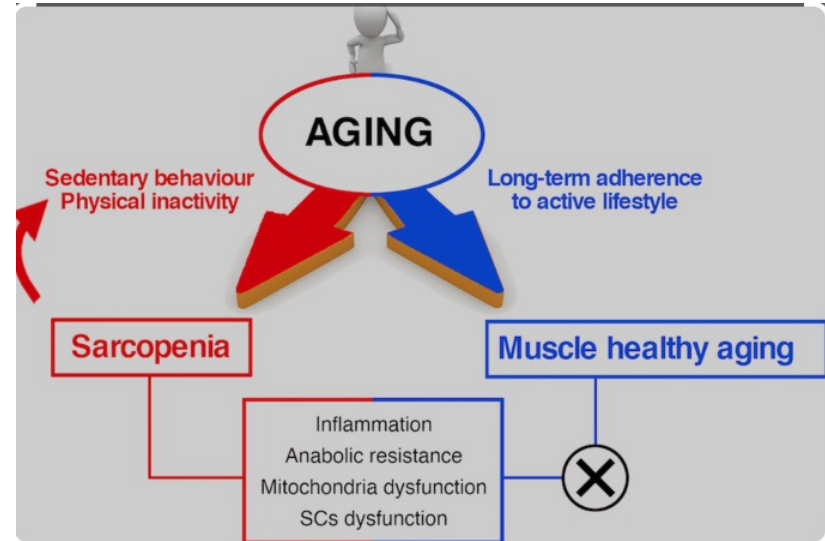 AGING
Sedentary behaviour
Physical inactivity
Long-term adherence
to active lifestyle
Sarcopenia
Muscle healthy aging
Inflammation
Anabolic resistance
Mitochondria dysfunction
SCs dysfunction